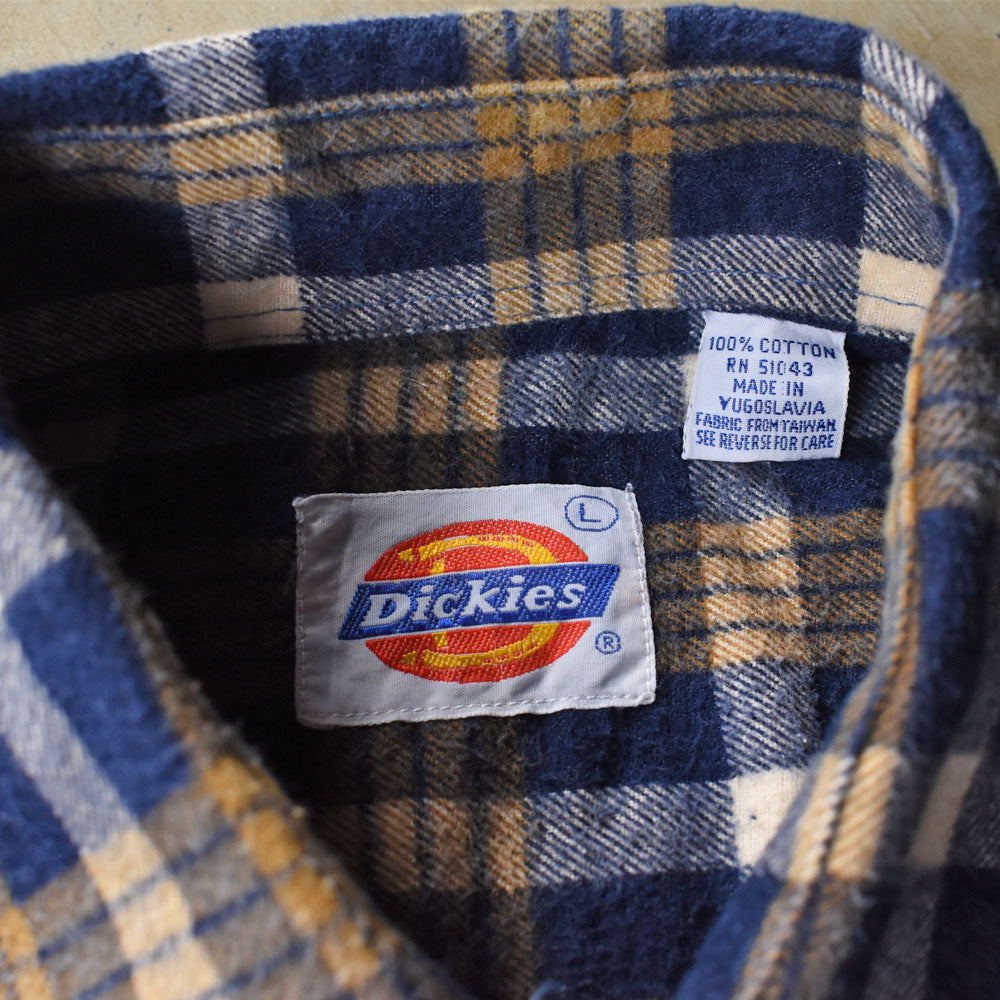 100% COTTON
RN 51043
MADE IN
YUGOSLAVIA
FABRIC FROM TAIWAN
SEE REVERSE FOR CARE
L
Dickies
®